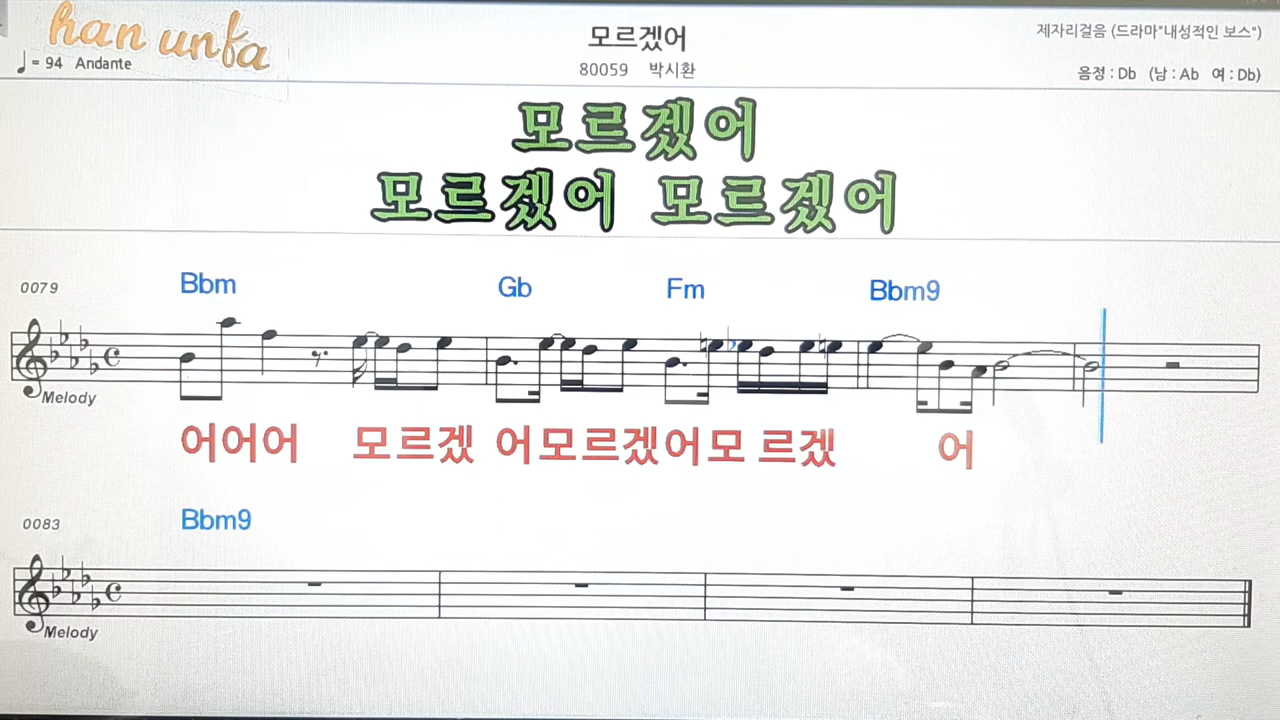 han unfa
♩= 94 Andante
모르겠어
80059 박시환
제자리걸음 (드라마"내성적인 보스")
음정 : Db (남 : Ab 여 : Db)
모르겠어
모르겠어 모르겠어
0079
Bbm Gb Fm Bbm9
Melody
어어어 모르겠 어모르겠어모 르겠 어
0083
Bbm9
Melody